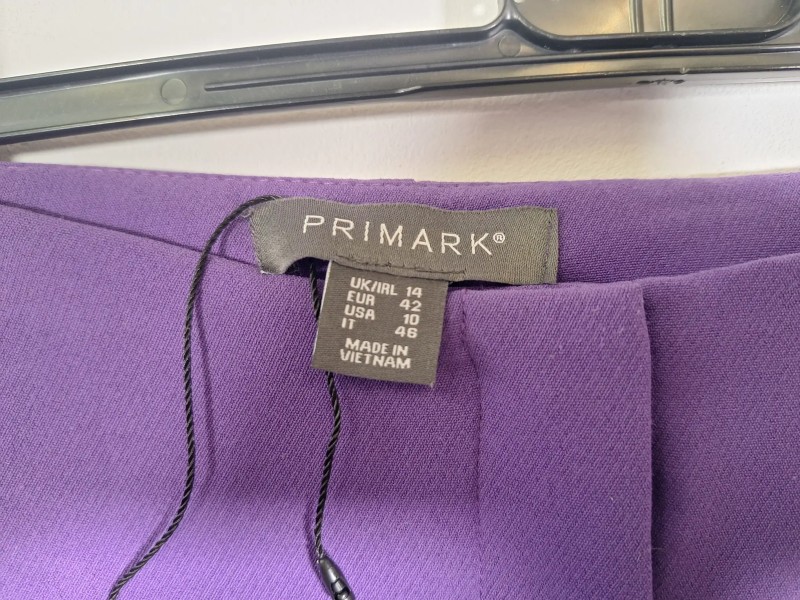 PRIMARK®
UK/IRL 14
EUR 42
USA 10
IT 46
MADE IN
VIETNAM